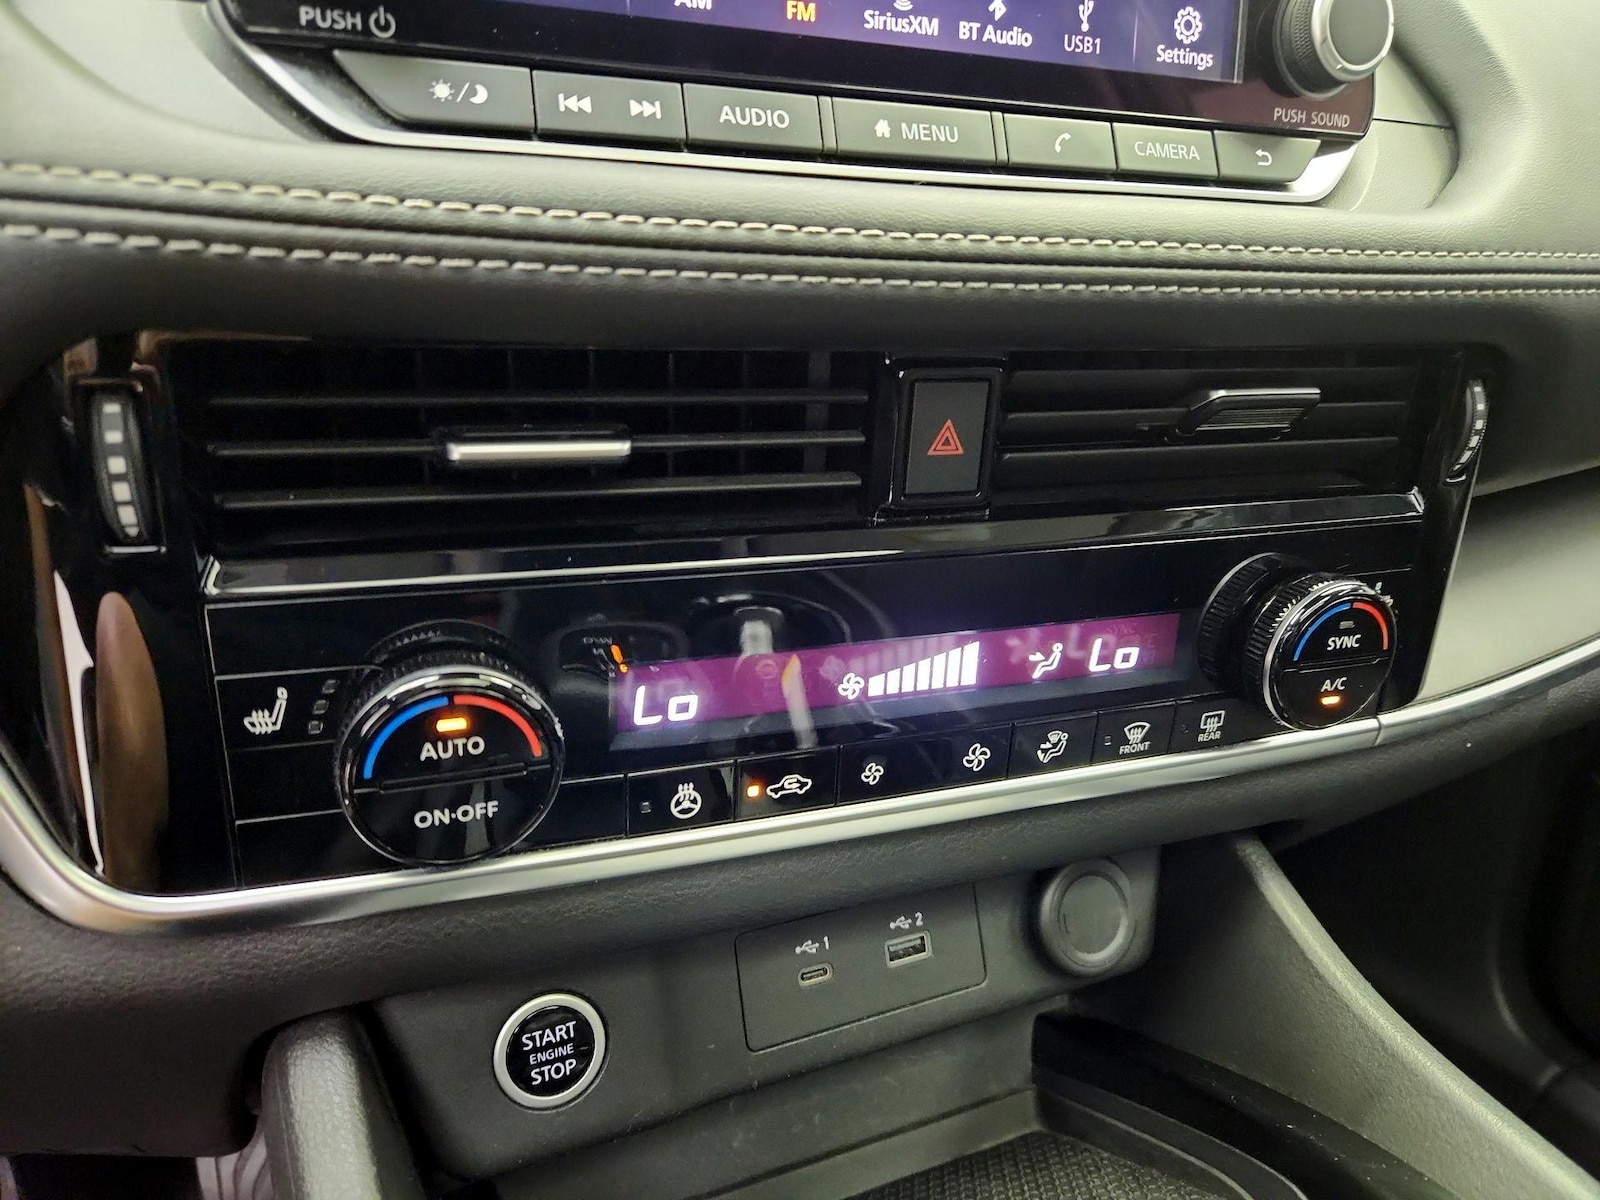 PUSH
AM
FM
SiriusXM
BT Audio
USB1
Settings
AUDIO
MENU
CAMERA
PUSH SOUND
Lo
Lo
SYNC
A/C
AUTO
ON·OFF
FRONT
REAR
1
2
START
ENGINE
STOP